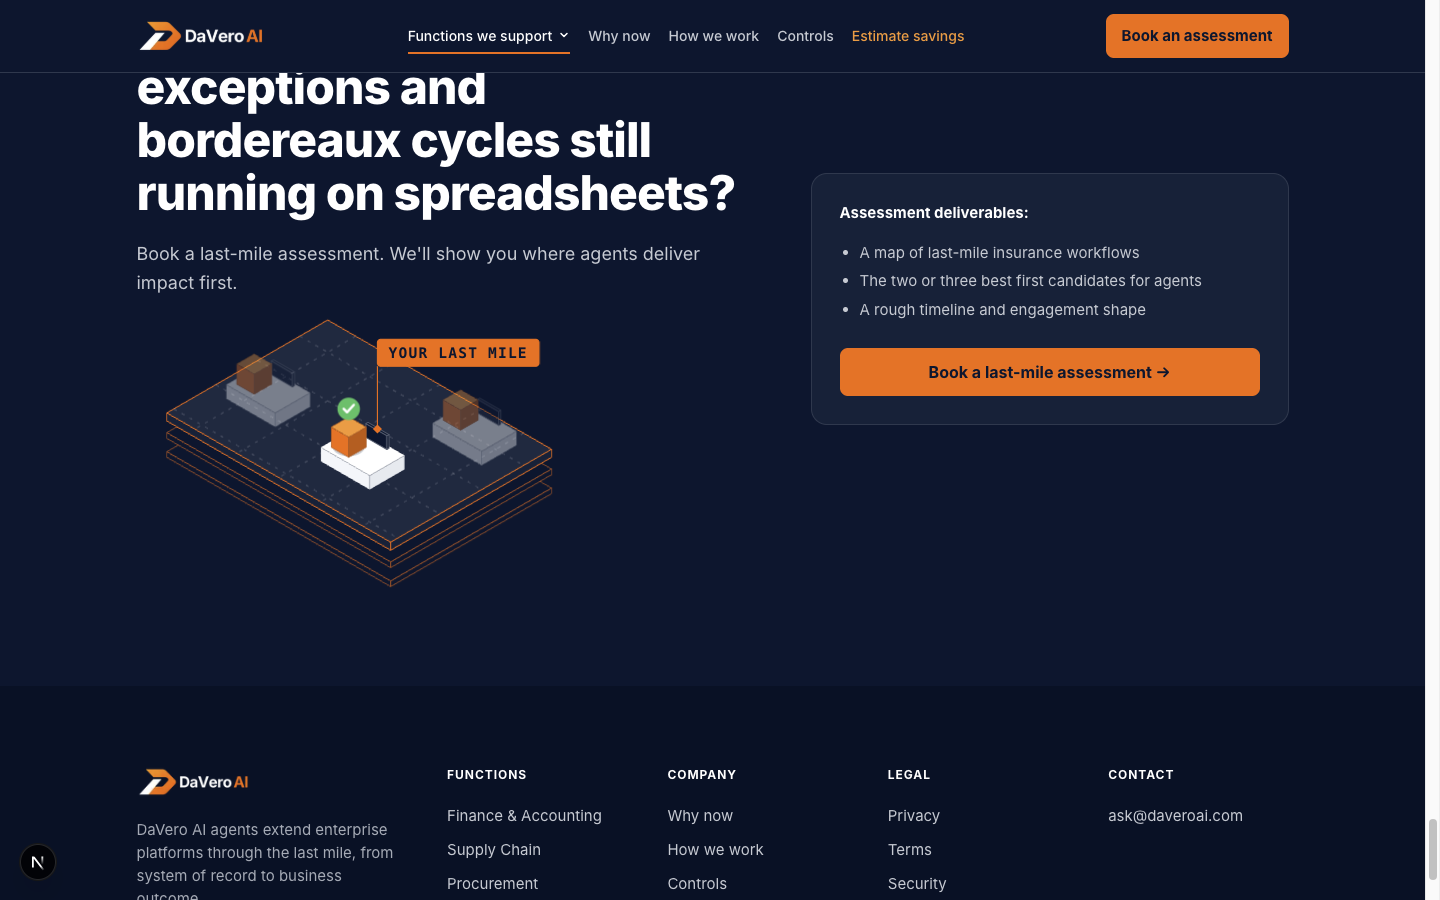 DaVero AI
Functions we support
Why now
How we work
Controls
Estimate savings
Book an assessment
exceptions and
bordereaux cycles still
running on spreadsheets?
Book a last-mile assessment. We'll show you where agents deliver
impact first.
YOUR LAST MILE
Assessment deliverables:
• A map of last-mile insurance workflows
• The two or three best first candidates for agents
• A rough timeline and engagement shape
Book a last-mile assessment →
DaVero AI
DaVero AI agents extend enterprise
platforms through the last mile, from
system of record to business
outcome.
FUNCTIONS
Finance & Accounting
Supply Chain
Procurement
COMPANY
Why now
How we work
Controls
LEGAL
Privacy
Terms
Security
CONTACT
ask@daveroai.com
N